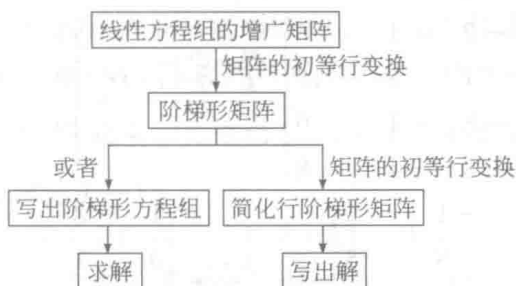 线性方程组的增广矩阵
矩阵的初等行变换
阶梯形矩阵
或者
矩阵的初等行变换
写出阶梯形方程组
简化行阶梯形矩阵
求解
写出解